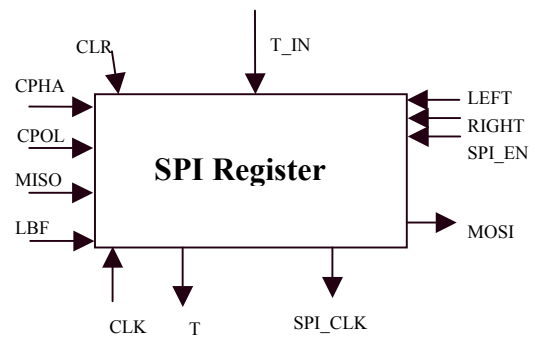 T_IN
CLR
CPHA
LEFT
RIGHT
CPOL
SPI_EN
SPI Register
MISO
LBF
MOSI
CLK
T
SPI_CLK